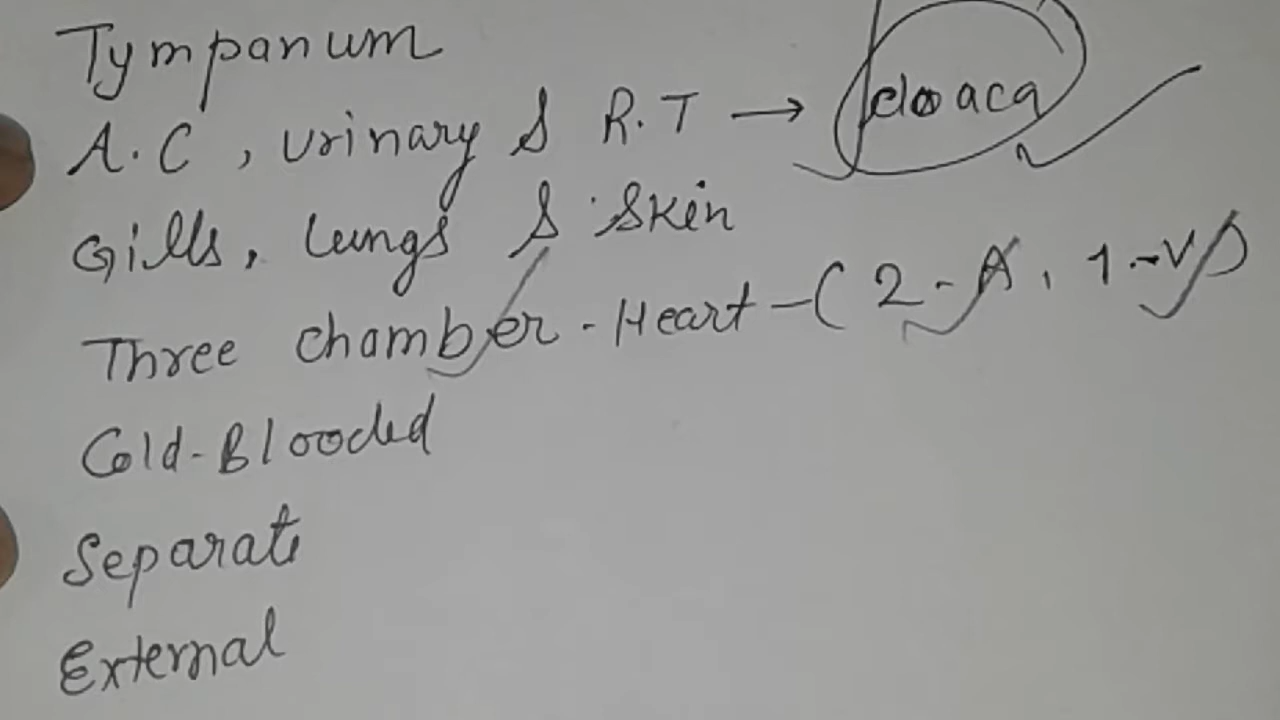 Tympanum
A.C, urinary & R.T → cloaca
Gills, lungs & skin
Three chamber-Heart-(2-A, 1-V)
Cold-Blooded
Separate
External